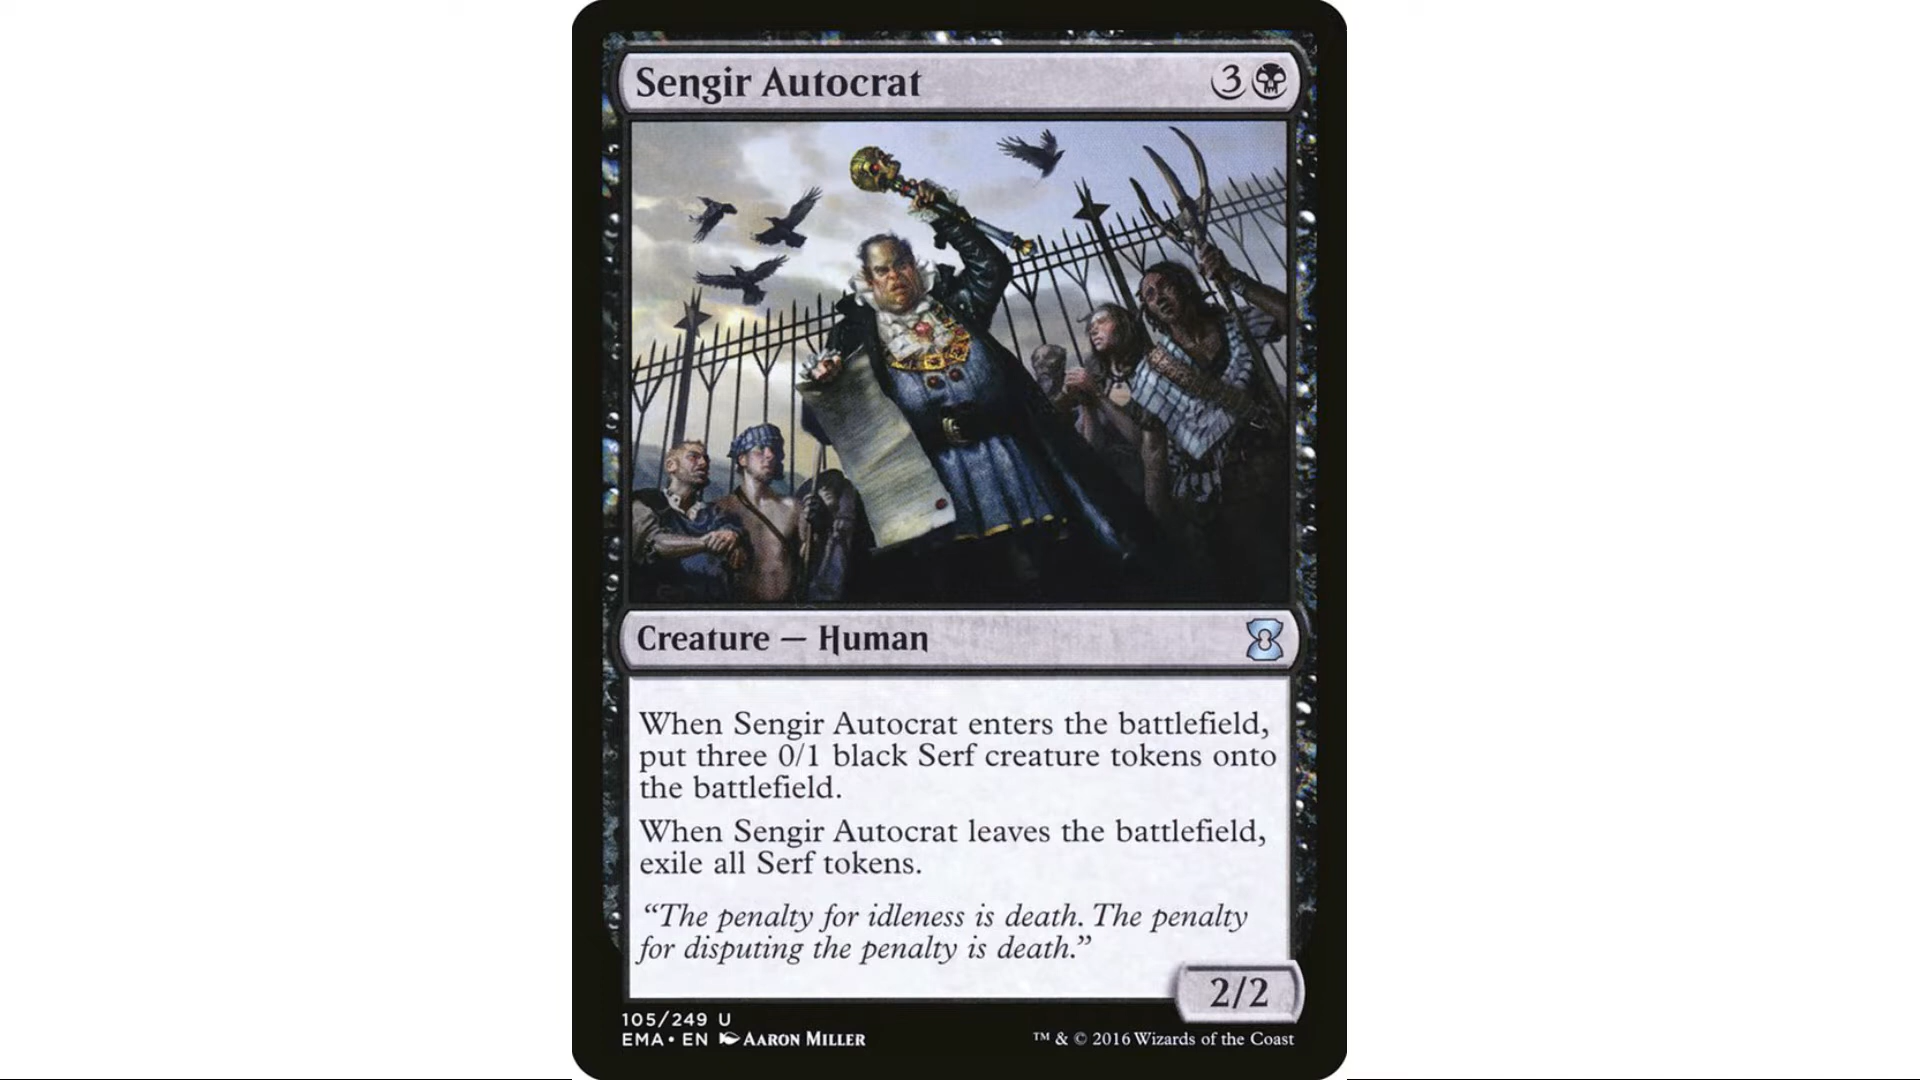 Sengir Autocrat 3
Creature — Human
When Sengir Autocrat enters the battlefield,
put three 0/1 black Serf creature tokens onto
the battlefield.
When Sengir Autocrat leaves the battlefield,
exile all Serf tokens.
“The penalty for idleness is death. The penalty
for disputing the penalty is death.”
2/2
105/249 U
EMA • EN AARON MILLER
™ & © 2016 Wizards of the Coast